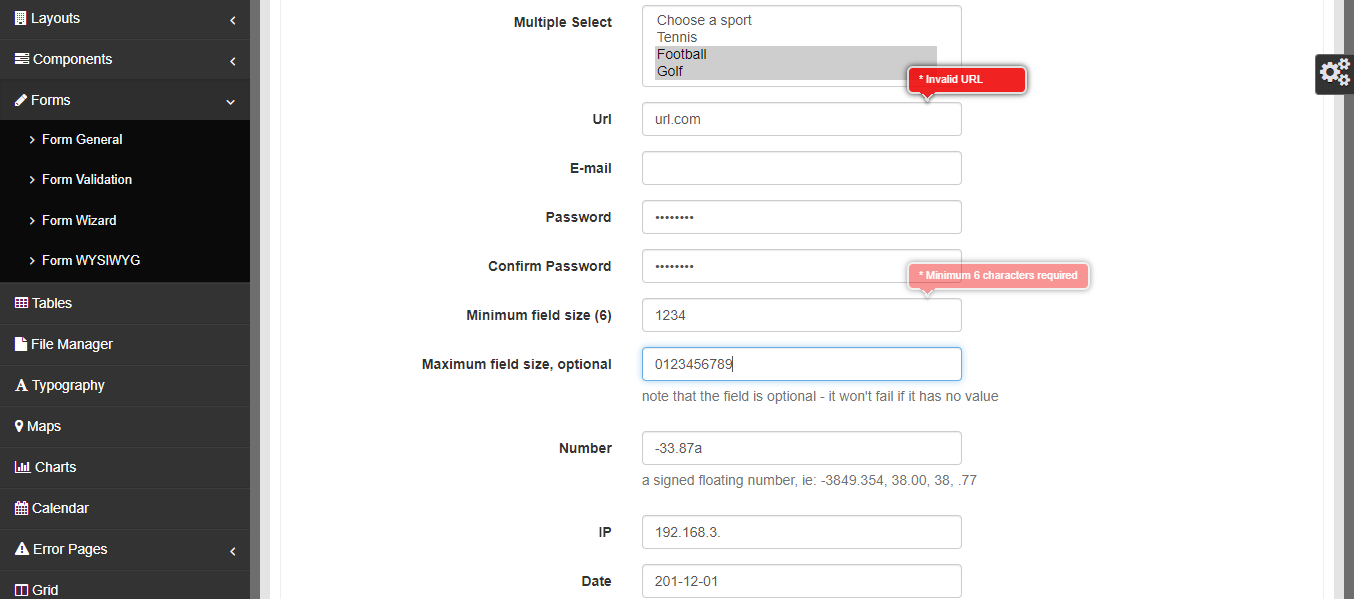 Layouts
Components
Forms
Form General
Form Validation
Form Wizard
Form WYSIWYG
Tables
File Manager
Typography
Maps
Charts
Calendar
Error Pages
Grid
Multiple Select
Choose a sport
Tennis
Football
Golf
* Invalid URL
Url
url.com
E-mail
Password
••••••••
Confirm Password
••••••••
* Minimum 6 characters required
Minimum field size (6)
1234
Maximum field size, optional
0123456789
note that the field is optional - it won't fail if it has no value
Number
-33.87a
a signed floating number, ie: -3849.354, 38.00, 38, .77
IP
192.168.3.
Date
201-12-01